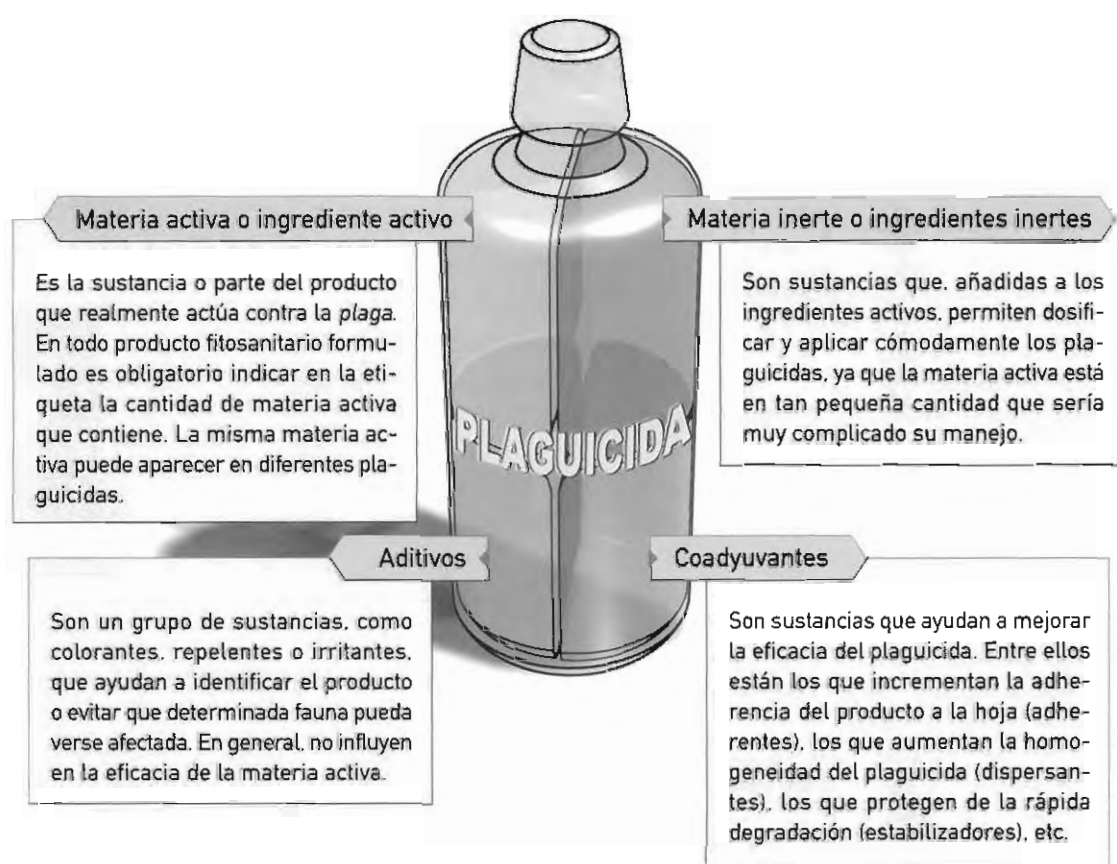 Materia activa o ingrediente activo
Es la sustancia o parte del producto
que realmente actúa contra la plaga.
En todo producto fitosanitario formu-
lado es obligatorio indicar en la eti-
queta la cantidad de materia activa
que contiene. La misma materia ac-
tiva puede aparecer en diferentes pla-
guicidas.
Materia inerte o ingredientes inertes
Son sustancias que, añadidas a los
ingredientes activos, permiten dosifi-
car y aplicar cómodamente los pla-
guicidas, ya que la materia activa está
en tan pequeña cantidad que sería
muy complicado su manejo.
PLAGUICIDA
Aditivos
Son un grupo de sustancias, como
colorantes, repelentes o irritantes,
que ayudan a identificar el producto
o evitar que determinada fauna pueda
verse afectada. En general, no influyen
en la eficacia de la materia activa.
Coadyuvantes
Son sustancias que ayudan a mejorar
la eficacia del plaguicida. Entre ellos
están los que incrementan la adhe-
rencia del producto a la hoja (adhe-
rentes), los que aumentan la homo-
geneidad del plaguicida (dispersan-
tes), los que protegen de la rápida
degradación (estabilizadores), etc.